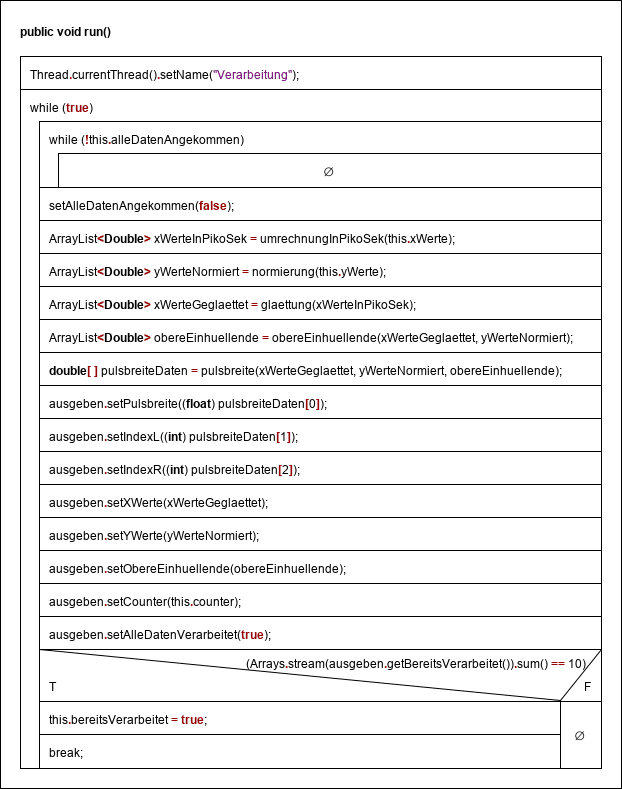 public void run()
Thread.currentThread().setName("Verarbeitung");
while (true)
while (!this.alleDatenAngekommen)
∅
setAlleDatenAngekommen(false);
ArrayList<Double> xWerteInPikoSek = umrechnungInPikoSek(this.xWerte);
ArrayList<Double> yWerteNormiert = normierung(this.yWerte);
ArrayList<Double> xWerteGeglaettet = glaettung(xWerteInPikoSek);
ArrayList<Double> obereEinhuellende = obereEinhuellende(xWerteGeglaettet, yWerteNormiert);
double[ ] pulsbreiteDaten = pulsbreite(xWerteGeglaettet, yWerteNormiert, obereEinhuellende);
ausgeben.setPulsbreite((float) pulsbreiteDaten[0]);
ausgeben.setIndexL((int) pulsbreiteDaten[1]);
ausgeben.setIndexR((int) pulsbreiteDaten[2]);
ausgeben.setXWerte(xWerteGeglaettet);
ausgeben.setYWerte(yWerteNormiert);
ausgeben.setObereEinhuellende(obereEinhuellende);
ausgeben.setCounter(this.counter);
ausgeben.setAlleDatenVerarbeitet(true);
(Arrays.stream(ausgeben.getBereitsVerarbeitet()).sum() == 10)
T F
this.bereitsVerarbeitet = true;
∅
break;